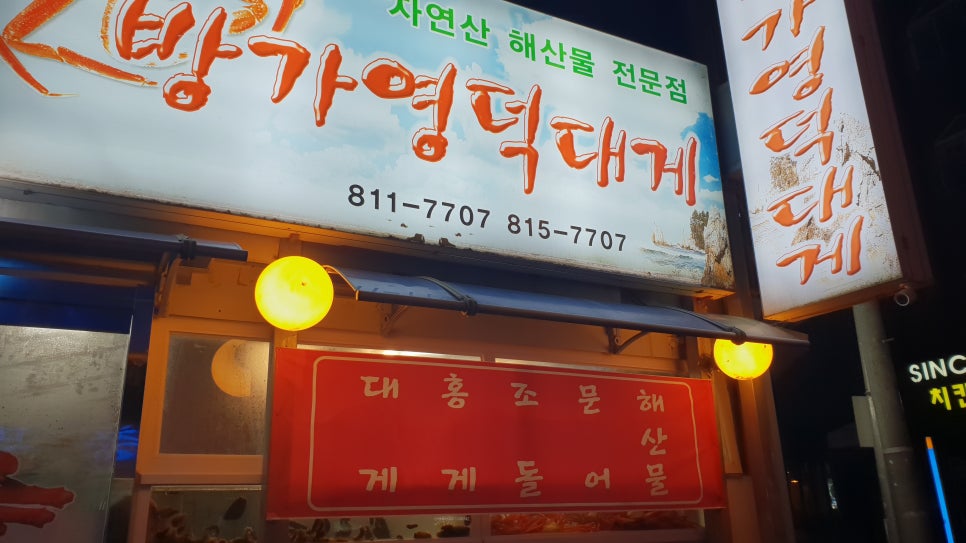 자연산 해산물 전문점
방가영덕대게
811-7707 815-7707
가영덕대게
대게
홍게
조돌
문어
해산물
SINC
치킨